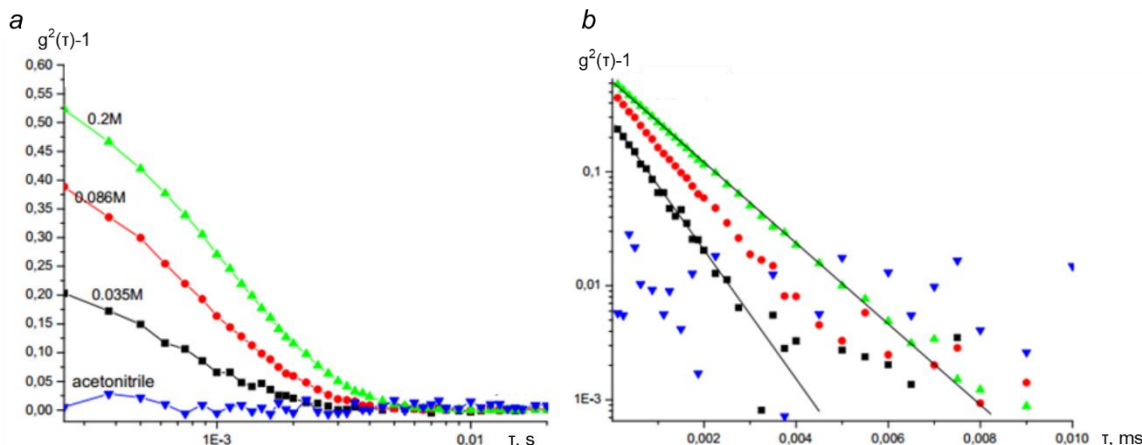 a
g²(τ)-1
0,60
0,55
0,50
0,45
0,40
0,35
0,30
0,25
0,20
0,15
0,10
0,05
0,00
0.2M
0.086M
0.035M
acetonitrile
1E-3
0.01
τ, s
b
g²(τ)-1
0,1
0,01
1E-3
0,002
0,004
0,006
0,008
0,010
τ, ms